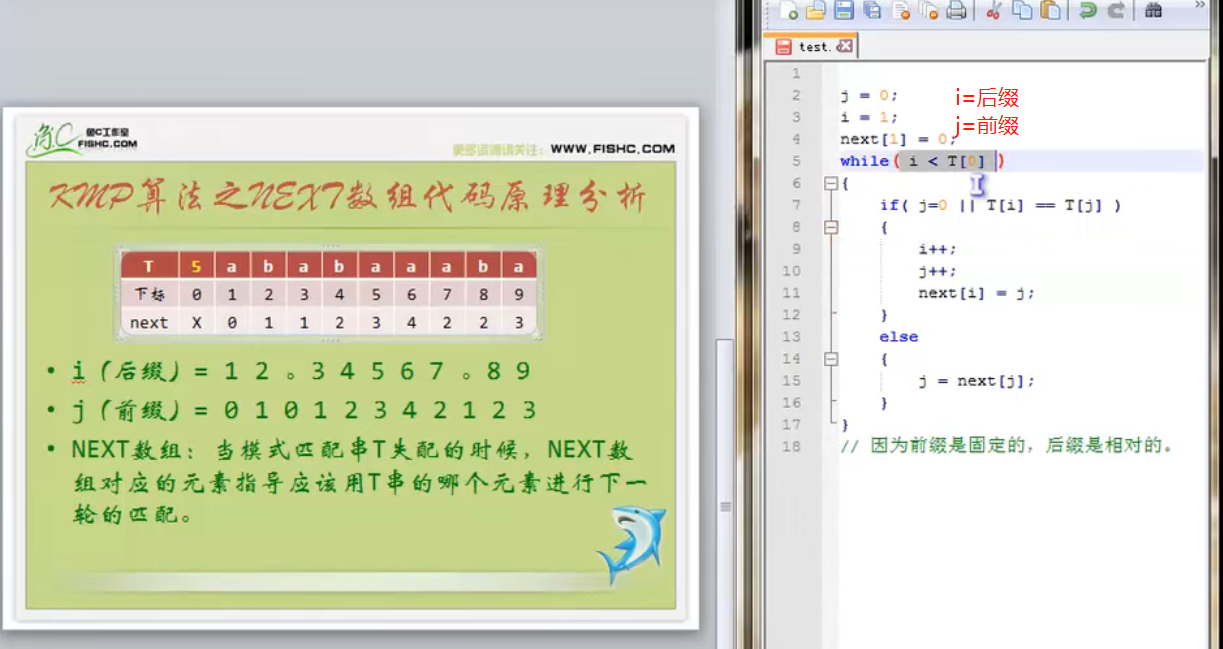 鱼C工作室
FISHC.COM
更多资源请关注：WWW.FISHC.COM
KMP算法之NEXT数组代码原理分析
T 5 a b a b a a a b a
下标 0 1 2 3 4 5 6 7 8 9
next X 0 1 1 2 3 4 2 2 3
• i（后缀）= 1 2 。3 4 5 6 7 。8 9
• j（前缀）= 0 1 0 1 2 3 4 2 1 2 3
• NEXT数组：当模式匹配串T失配的时候，NEXT数
组对应的元素指导应该用T串的哪个元素进行下一
轮的匹配。
test.
1
2 j = 0; i=后缀
3 i = 1; j=前缀
4 next[1] = 0;
5 while( i < T[0] )
6 {
7 if( j=0 || T[i] == T[j] )
8 {
9 i++;
10 j++;
11 next[i] = j;
12 }
13 else
14 {
15 j = next[j];
16 }
17 }
18 // 因为前缀是固定的，后缀是相对的。